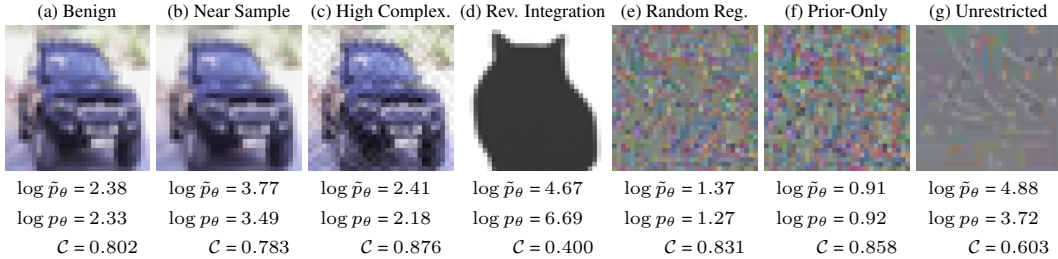 (a) Benign (b) Near Sample (c) High Complex. (d) Rev. Integration (e) Random Reg. (f) Prior-Only (g) Unrestricted
log p̃θ = 2.38 log p̃θ = 3.77 log p̃θ = 2.41 log p̃θ = 4.67 log p̃θ = 1.37 log p̃θ = 0.91 log p̃θ = 4.88
log pθ = 2.33 log pθ = 3.49 log pθ = 2.18 log pθ = 6.69 log pθ = 1.27 log pθ = 0.92 log pθ = 3.72
C = 0.802 C = 0.783 C = 0.876 C = 0.400 C = 0.831 C = 0.858 C = 0.603